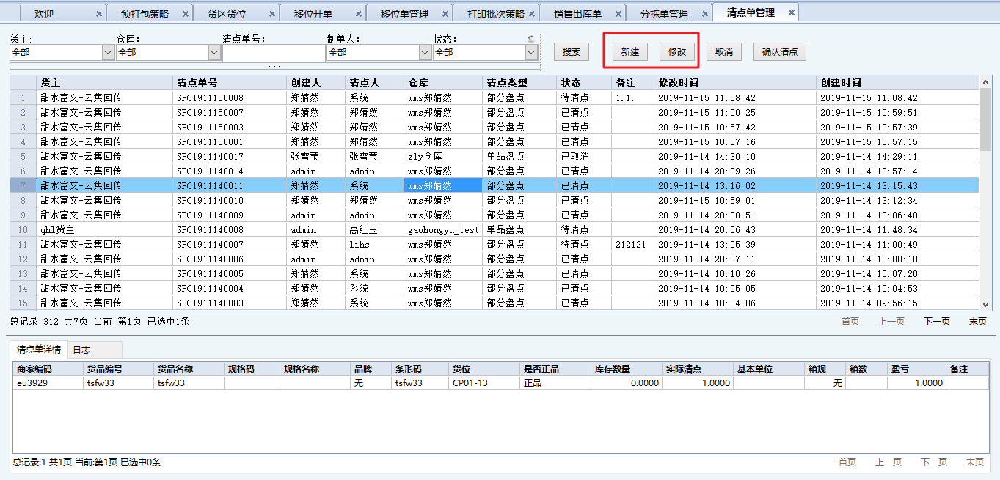 欢迎 × 预打包策略 × 货区货位 × 移位开单 × 移位单管理 × 打印批次策略 × 销售出库单 × 分拣单管理 × 清点单管理 ×
货主: 仓库: 清点单号: 制单人: 状态:
全部 全部 全部 全部 搜索 新建 修改 取消 确认清点
...
货主 清点单号 创建人 清点人 仓库 清点类型 状态 备注 修改时间 创建时间
1 甜水富文-云集回传 SPC1911150008 郑婧然 系统 wms郑婧然 部分盘点 待清点 1.1. 2019-11-15 11:08:42 2019-11-15 11:08:42
2 甜水富文-云集回传 SPC1911150007 郑婧然 郑婧然 wms郑婧然 部分盘点 已清点 2019-11-15 11:00:25 2019-11-15 10:59:51
3 甜水富文-云集回传 SPC1911150003 郑婧然 郑婧然 wms郑婧然 部分盘点 已清点 2019-11-15 10:57:42 2019-11-15 10:57:39
4 甜水富文-云集回传 SPC1911150001 郑婧然 郑婧然 wms郑婧然 部分盘点 已清点 2019-11-15 10:57:16 2019-11-15 10:57:15
5 甜水富文-云集回传 SPC1911140017 张雪莹 张雪莹 zly仓库 单品盘点 已取消 2019-11-14 14:30:10 2019-11-14 14:29:11
6 甜水富文-云集回传 SPC1911140014 admin admin wms郑婧然 部分盘点 已清点 2019-11-14 20:09:26 2019-11-14 13:57:14
7 甜水富文-云集回传 SPC1911140011 郑婧然 系统 wms郑婧然 部分盘点 已清点 2019-11-14 13:16:02 2019-11-14 13:15:43
8 甜水富文-云集回传 SPC1911140010 郑婧然 郑婧然 wms郑婧然 部分盘点 已清点 2019-11-15 10:59:01 2019-11-14 13:12:34
9 甜水富文-云集回传 SPC1911140009 admin admin wms郑婧然 部分盘点 已清点 2019-11-14 20:08:51 2019-11-14 13:06:48
10 qhl货主 SPC1911140008 admin 高红玉 gaohongyu_test 单品盘点 待清点 2019-11-14 20:06:43 2019-11-14 11:48:34
11 甜水富文-云集回传 SPC1911140007 郑婧然 lihs wms郑婧然 部分盘点 待清点 212121 2019-11-14 13:05:39 2019-11-14 11:00:49
12 甜水富文-云集回传 SPC1911140006 admin admin wms郑婧然 部分盘点 已清点 2019-11-14 20:07:11 2019-11-14 10:08:10
13 甜水富文-云集回传 SPC1911140005 郑婧然 系统 wms郑婧然 部分盘点 已清点 2019-11-14 10:10:26 2019-11-14 10:07:20
14 甜水富文-云集回传 SPC1911140004 郑婧然 系统 wms郑婧然 部分盘点 已清点 2019-11-14 10:05:05 2019-11-14 10:04:53
15 甜水富文-云集回传 SPC1911140003 郑婧然 系统 wms郑婧然 部分盘点 已清点 2019-11-14 10:04:06 2019-11-14 09:56:15
总记录:312 共7页 当前:第1页 已选中1条 首页 上一页 下一页 末页
清点单详情 日志
商家编码 货品编号 货品名称 规格码 规格名称 品牌 条形码 货位 是否正品 库存数量 实际清点 基本单位 箱规 箱数 盈亏 备注
eu3929 tsfw33 tsfw33 无 tsfw33 CP01-13 正品 0.0000 1.0000 无 1.0000
总记录:1 共1页 当前:第1页 已选中0条 首页 上一页 下一页 末页